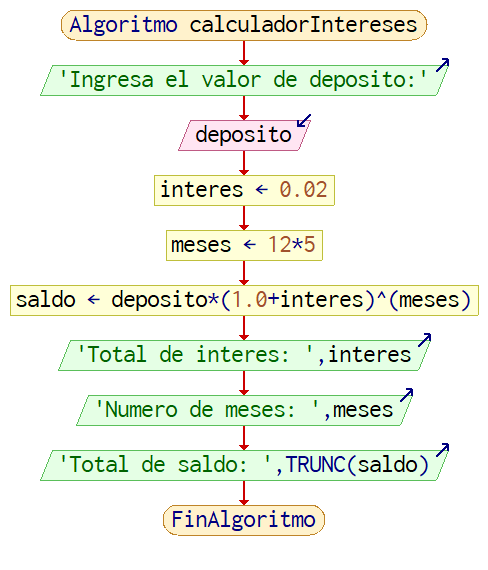 Algoritmo calculadorIntereses
'Ingresa el valor de deposito:'
deposito
interes ← 0.02
meses ← 12*5
saldo ← deposito*(1.0+interes)^(meses)
'Total de interes: ',interes
'Numero de meses: ',meses
'Total de saldo: ',TRUNC(saldo)
FinAlgoritmo